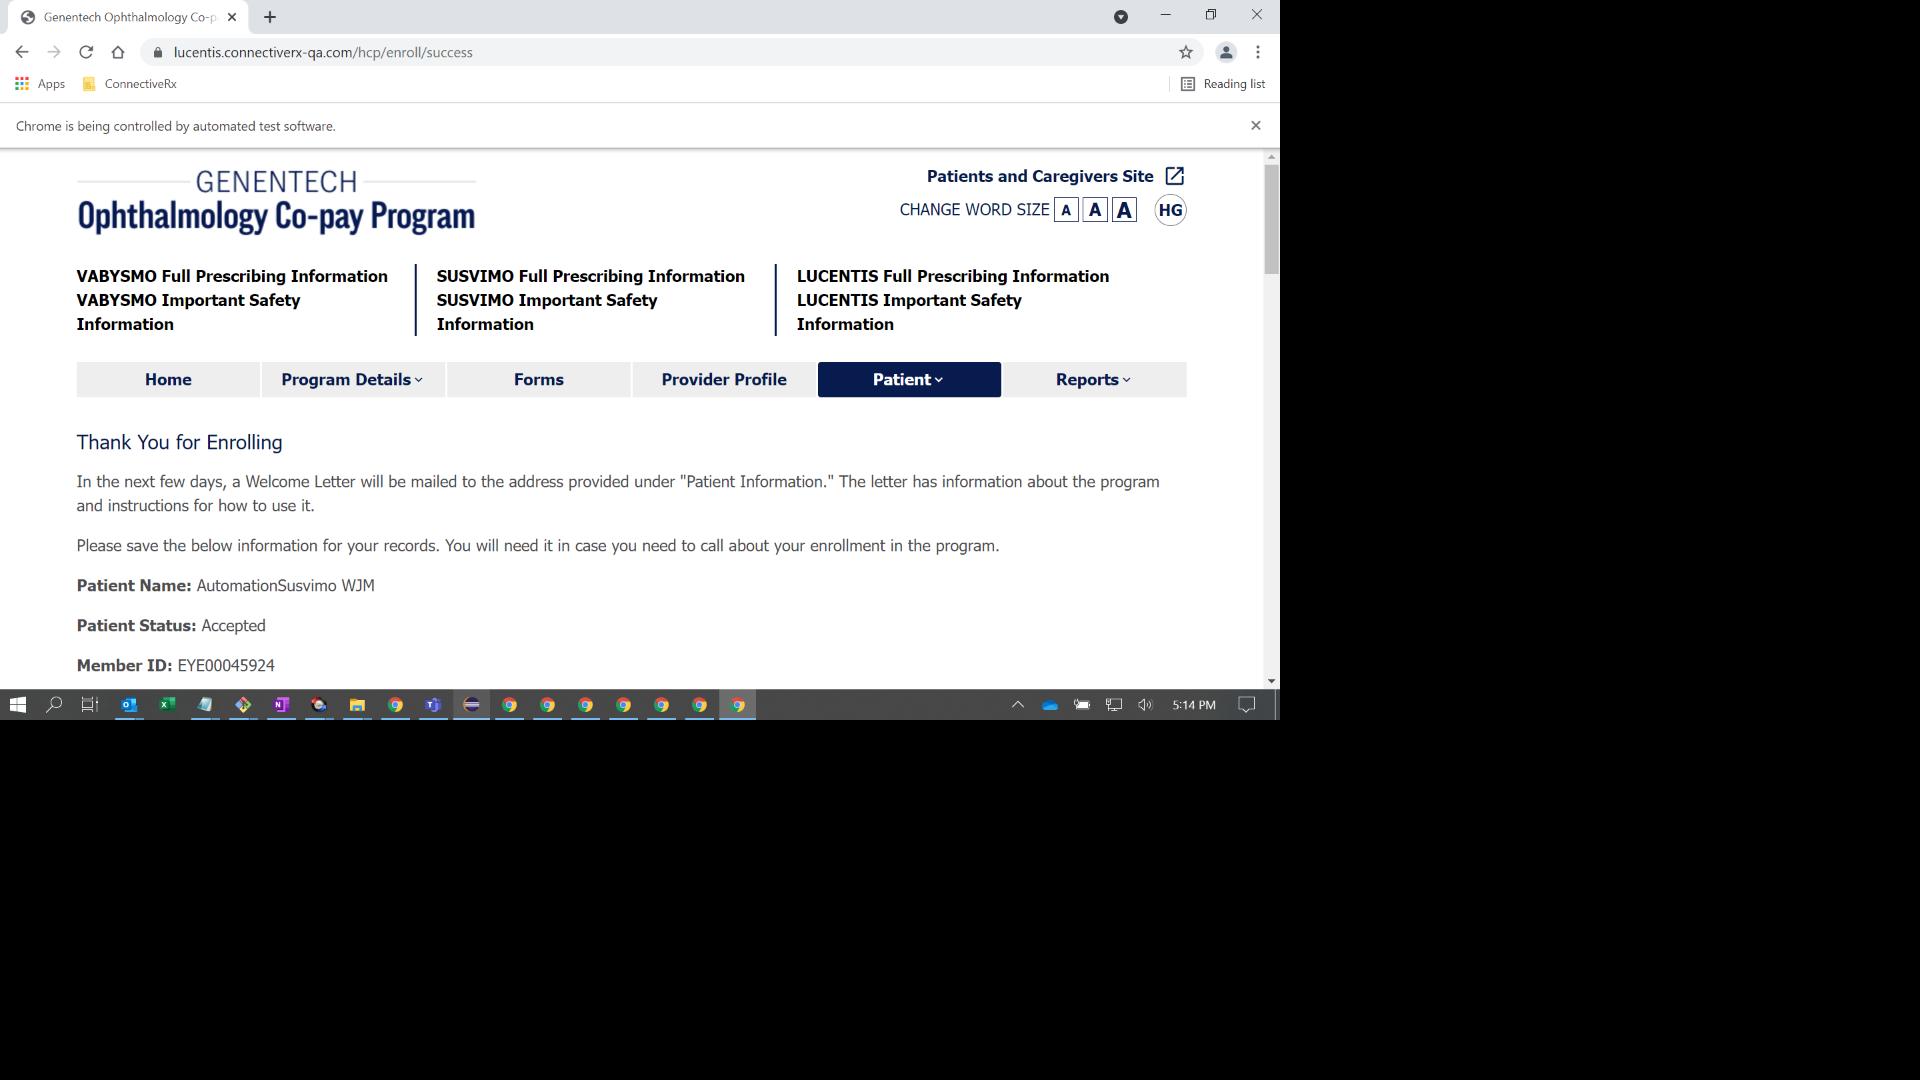 Genentech Ophthalmology Co-p
lucentis.connectiverx-qa.com/hcp/enroll/success
Apps
ConnectiveRx
Reading list
Chrome is being controlled by automated test software.
GENENTECH
Ophthalmology Co-pay Program
Patients and Caregivers Site
CHANGE WORD SIZE A A A HG
VABYSMO Full Prescribing Information
VABYSMO Important Safety
Information
SUSVIMO Full Prescribing Information
SUSVIMO Important Safety
Information
LUCENTIS Full Prescribing Information
LUCENTIS Important Safety
Information
Home Program Details Forms Provider Profile Patient Reports
Thank You for Enrolling
In the next few days, a Welcome Letter will be mailed to the address provided under "Patient Information." The letter has information about the program
and instructions for how to use it.
Please save the below information for your records. You will need it in case you need to call about your enrollment in the program.
Patient Name: AutomationSusvimo WJM
Patient Status: Accepted
Member ID: EYE00045924
5:14 PM